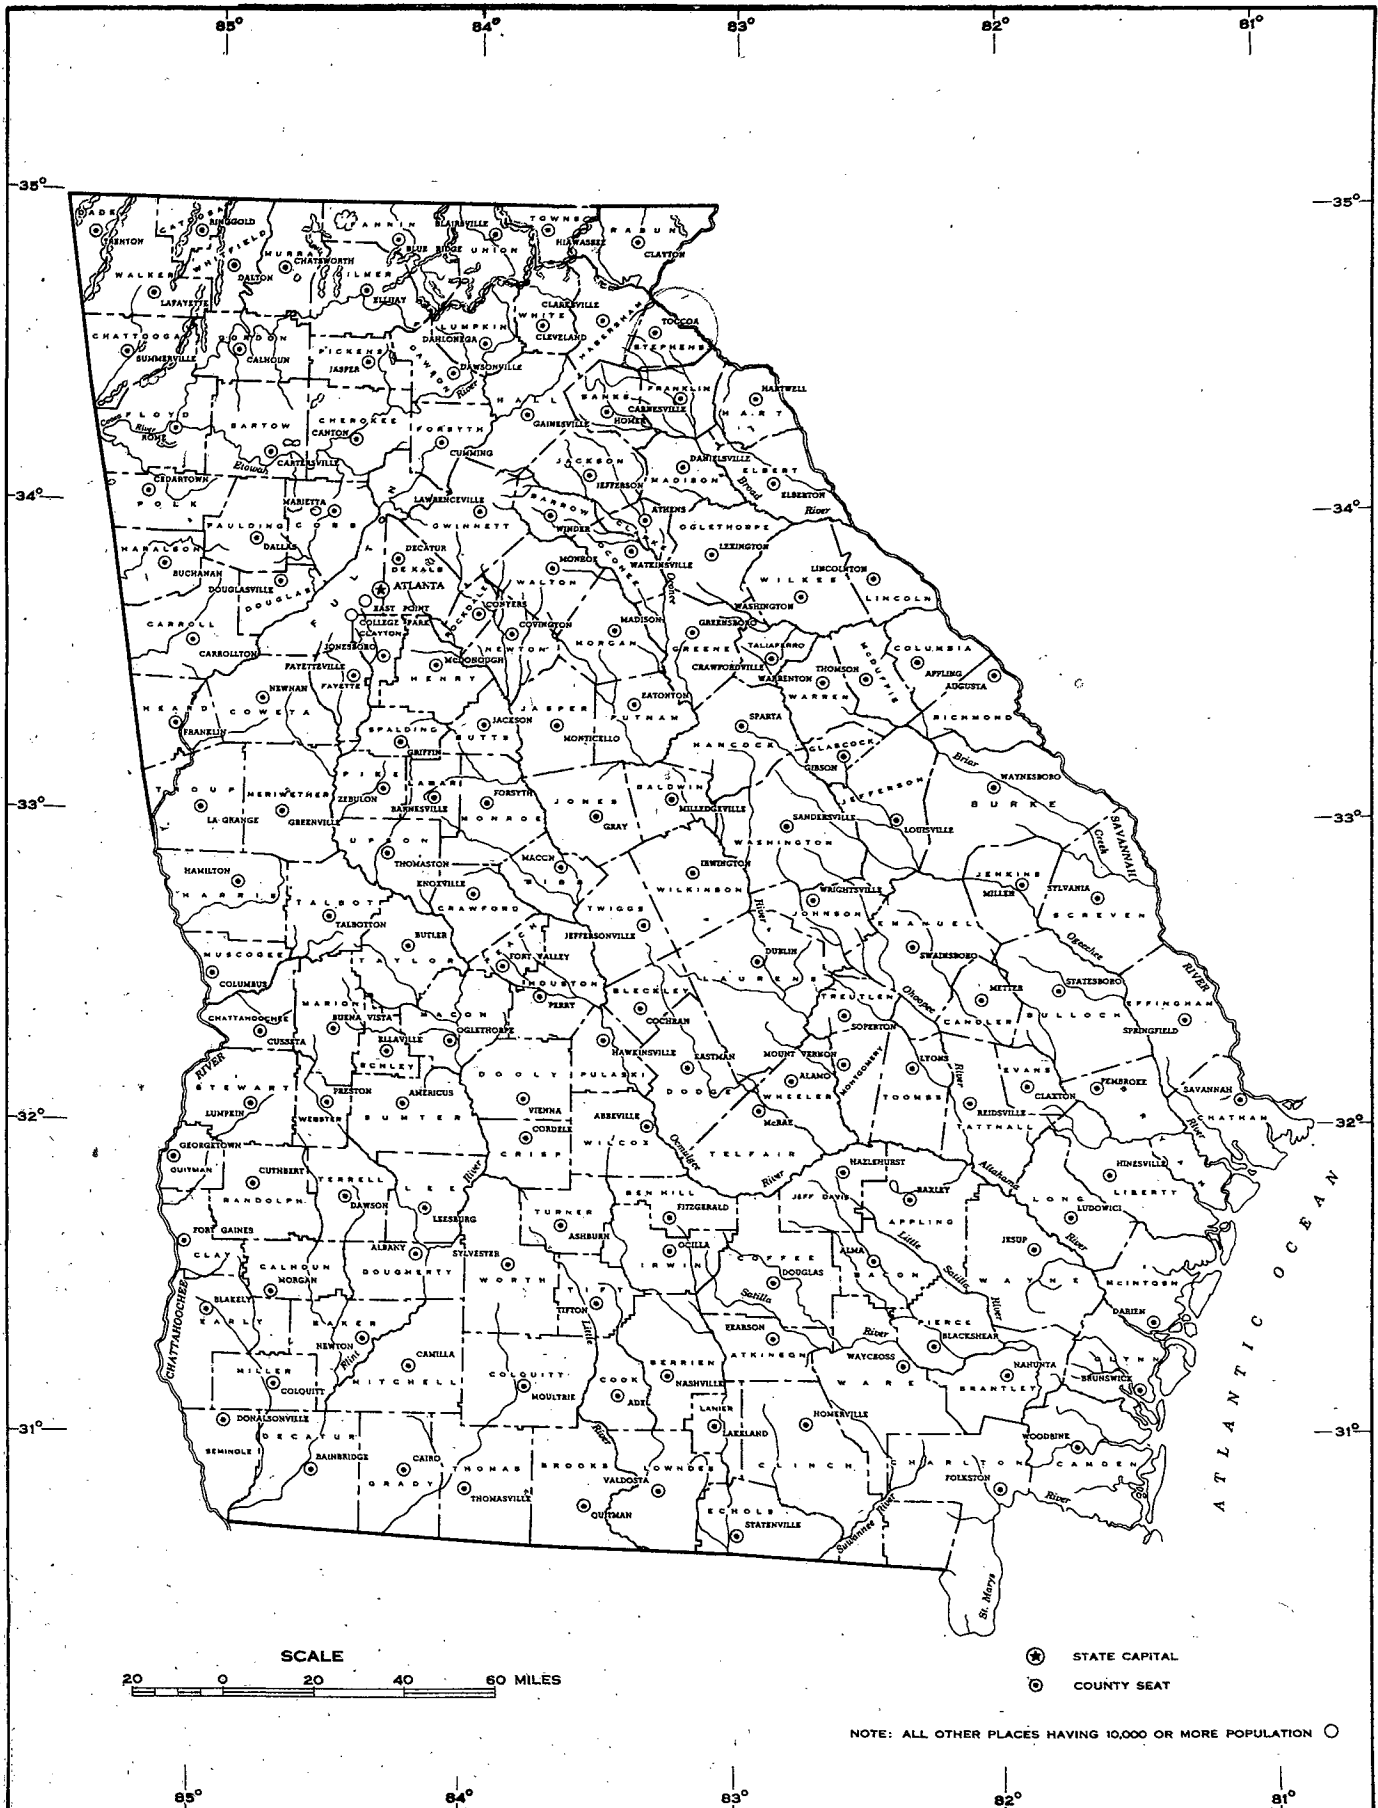 85° 84° 83° 82° 81°
35° 35°
DADE CATOOSA RINGGOLD FANNIN BLAIRSVILLE TOWNS RABUN
TRENTON WHITFIELD MURRAY BLUE RIDGE UNION HIAWASSEE CLAYTON
WALKER DALTON CHATSWORTH GILMER
LAFAYETTE ELLIJAY CLARKSVILLE HABERSHAM
LUMPKIN WHITE TOCCOA
CHATTOOGA GORDON DAHLONEGA CLEVELAND STEPHENS
SUMMERVILLE CALHOUN PICKENS JASPER DAWSON DAWSONVILLE
River
FRANKLIN HARTWELL
HALL BANKS CARNESVILLE HART
FLOYD CHEROKEE GAINESVILLE HOMER
Coosa River ROME BARTOW CANTON FORSYTH
CUMMING
CARTERSVILLE JACKSON DANIELSVILLE ELBERT
Etowah
CEDARTOWN JEFFERSON MADISON Broad ELBERTON
34° 34°
POLK MARIETTA LAWRENCEVILLE BARROW River
PAULDING COBB GWINNETT WINDER CLARKE ATHENS OGLETHORPE
DALLAS DECATUR
HARALSON DE KALB MONROE OCONEE WATKINSVILLE LEXINGTON
BUCHANAN DOUGLASVILLE ATLANTA WALTON Oconee WILKES LINCOLNTON
DOUGLAS FULTON EAST POINT ROCKDALE CONYERS WASHINGTON LINCOLN
CARROLL COLLEGE PARK COVINGTON MADISON GREENSBORO
CARROLLTON CLAYTON JONESBORO NEWTON MORGAN GREENE TALIAFERRO COLUMBIA
FAYETTEVILLE McDONOUGH CRAWFORDVILLE THOMSON McDUFFIE APPLING
NEWNAN FAYETTE HENRY WARRENTON WARREN AUGUSTA
HEARD COWETA JASPER EATONTON
FRANKLIN SPALDING JACKSON PUTNAM SPARTA RICHMOND
GRIFFIN BUTTS MONTICELLO HANCOCK GLASCOCK
GIBSON Briar
PIKE LAMAR BALDWIN WAYNESBORO
TROUP MERIWETHER ZEBULON FORSYTH JONES JEFFERSON
33° 33°
BARNESVILLE MILLEDGEVILLE BURKE
LA GRANGE GREENVILLE MONROE GRAY SANDERSVILLE LOUISVILLE SAVANNAH
UPSON WASHINGTON Creek
THOMASTON MACON IRWINTON
HAMILTON KNOXVILLE BIBB WILKINSON WRIGHTSVILLE JENKINS MILLEN SYLVANIA
HARRIS TALBOT CRAWFORD TWIGGS River JOHNSON SCREVEN
TALBOTTON BUTLER JEFFERSONVILLE EMANUEL
MUSCOGEE TAYLOR PEACH DUBLIN SWAINSBORO Ogeechee
FORT VALLEY
COLUMBUS HOUSTON LAURENS METTER STATESBORO RIVER
MARION PERRY BLECKLEY TREUTLEN Ohoopee EFFINGHAM
CHATTAHOOCHEE BUENA VISTA MACON COCHRAN SOPERTON CANDLER BULLOCH SPRINGFIELD
CUSSETA OGLETHORPE
ELLAVILLE HAWKINSVILLE EASTMAN MOUNT VERNON LYONS
RIVER SCHLEY DOOLY PULASKI ALAMO MONTGOMERY River EVANS
STEWART PRESTON AMERICUS DODGE WHEELER TOOMBS CLAXTON PEMBROKE SAVANNAH
LUMPKIN WEBSTER SUMTER VIENNA ABBEVILLE McRAE REIDSVILLE CHATHAM
32° 32°
CORDELE TATTNALL River
GEORGETOWN WILCOX Ocmulgee
QUITMAN CRISP TELFAIR HAZLEHURST HINESVILLE
CUTHBERT River River Altamaha
RANDOLPH TERRELL LEE BEN HILL JEFF DAVIS BAXLEY LONG LIBERTY
DAWSON LEESBURG TURNER FITZGERALD LUDOWICI
FORT GAINES ASHBURN APPLING
CLAY ALBANY SYLVESTER OCILLA COFFEE ALMA Little JESUP River
CALHOUN DOUGHERTY WORTH IRWIN DOUGLAS BACON Satilla WAYNE McINTOSH
MORGAN TIFT
CHATTAHOOCHEE BLAKELY TIFTON Satilla River DARIEN
EARLY BAKER Little PEARSON River PIERCE
NEWTON BLACKSHEAR
Flint CAMILLA BERRIEN ATKINSON WAYCROSS NAHUNTA GLYNN
MILLER COLQUITT COOK NASHVILLE WARE BRUNSWICK
COLQUITT MITCHELL MOULTRIE ADEL BRANTLEY
DONALSONVILLE LANIER HOMERVILLE
31° 31°
DECATUR River LAKELAND WOODBINE
SEMINOLE BAINBRIDGE CAIRO THOMAS BROOKS LOWNDES CLINCH CHARLTON CAMDEN
GRADY VALDOSTA FOLKSTON
THOMASVILLE QUITMAN ECHOLS River River
STATENVILLE Suwannee
St. Marys
ATLANTIC OCEAN
SCALE
20 0 20 40 60 MILES
STATE CAPITAL
COUNTY SEAT
NOTE: ALL OTHER PLACES HAVING 10,000 OR MORE POPULATION
85° 84° 83° 82° 81°